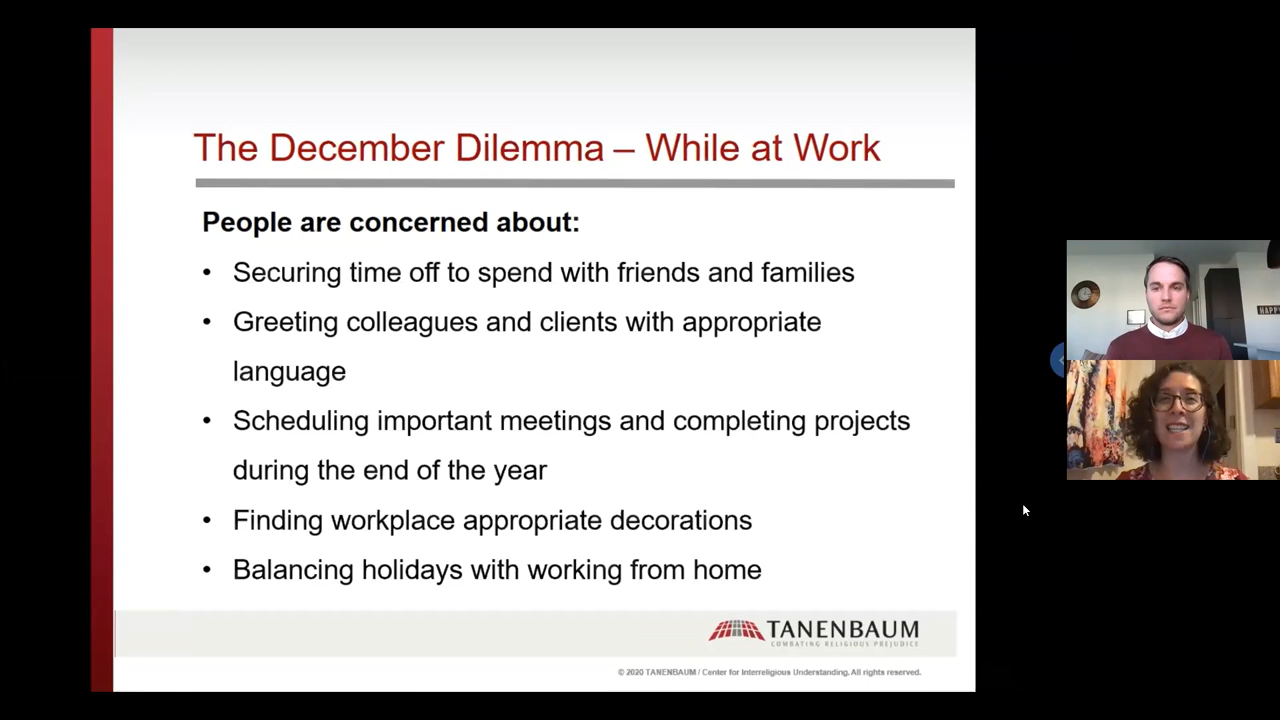 The December Dilemma – While at Work
People are concerned about:
• Securing time off to spend with friends and families
• Greeting colleagues and clients with appropriate
language
• Scheduling important meetings and completing projects
during the end of the year
• Finding workplace appropriate decorations
• Balancing holidays with working from home
TANENBAUM
COMBATING RELIGIOUS PREJUDICE
© 2020 TANENBAUM / Center for Interreligious Understanding. All rights reserved.
HAPP